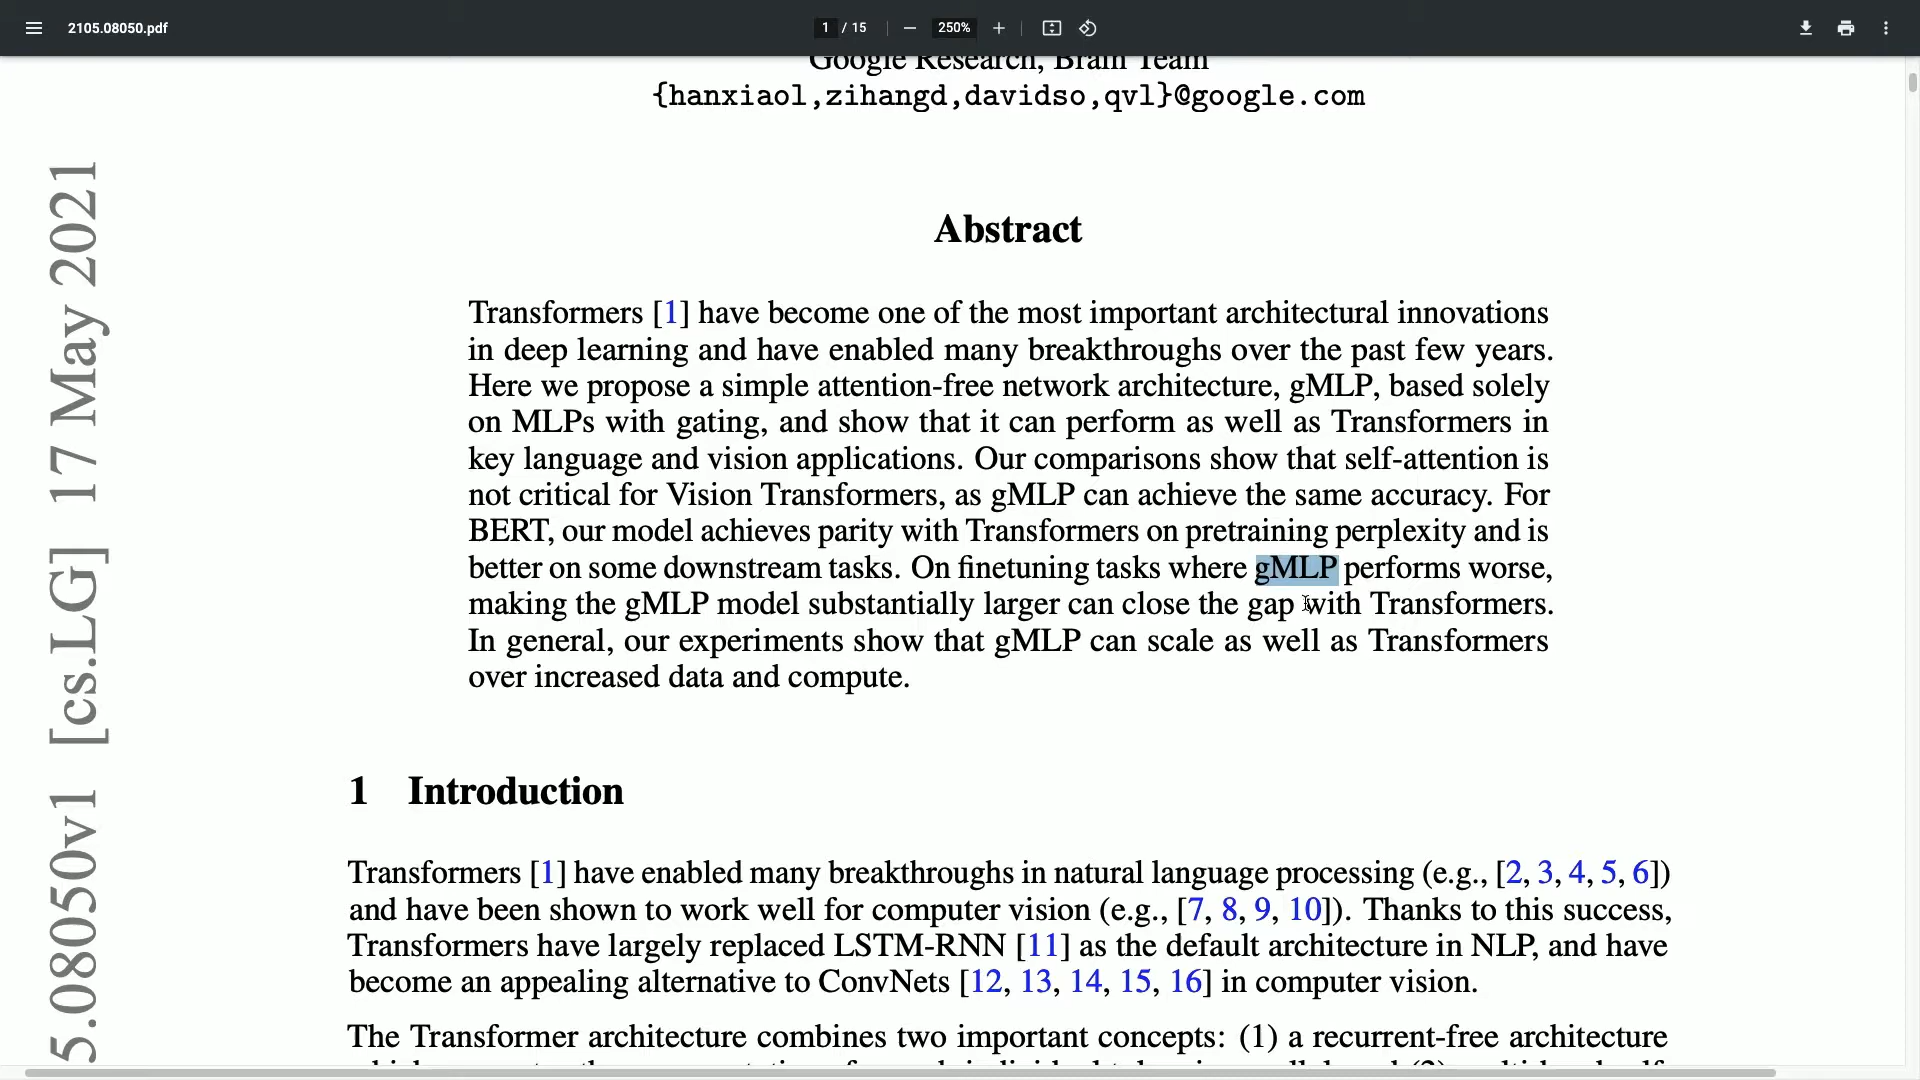 2105.08050.pdf
1 / 15
250%
Google Research, Brain Team
{hanxiaol,zihangd,davidso,qvl}@google.com
Abstract
Transformers [1] have become one of the most important architectural innovations
in deep learning and have enabled many breakthroughs over the past few years.
Here we propose a simple attention-free network architecture, gMLP, based solely
on MLPs with gating, and show that it can perform as well as Transformers in
key language and vision applications. Our comparisons show that self-attention is
not critical for Vision Transformers, as gMLP can achieve the same accuracy. For
BERT, our model achieves parity with Transformers on pretraining perplexity and is
better on some downstream tasks. On finetuning tasks where gMLP performs worse,
making the gMLP model substantially larger can close the gap with Transformers.
In general, our experiments show that gMLP can scale as well as Transformers
over increased data and compute.
1 Introduction
Transformers [1] have enabled many breakthroughs in natural language processing (e.g., [2, 3, 4, 5, 6])
and have been shown to work well for computer vision (e.g., [7, 8, 9, 10]). Thanks to this success,
Transformers have largely replaced LSTM-RNN [11] as the default architecture in NLP, and have
become an appealing alternative to ConvNets [12, 13, 14, 15, 16] in computer vision.
The Transformer architecture combines two important concepts: (1) a recurrent-free architecture
5.08050v1 [cs.LG] 17 May 2021